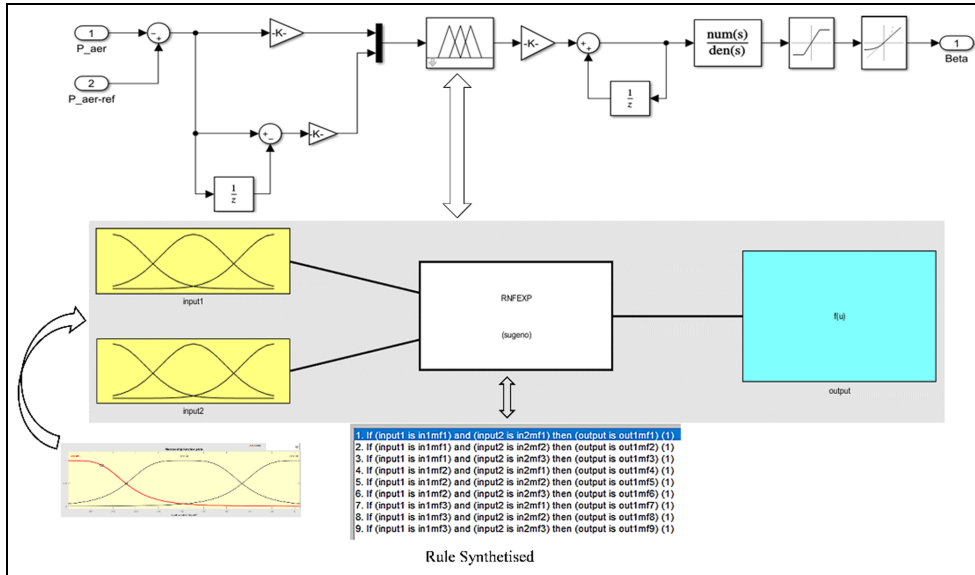 1
P_aer
2
P_aer-ref
-K-
-K-
1
z
-K-
1
z
num(s)
den(s)
1
Beta
input1
input2
RNFEXP
(sugeno)
f(u)
output
1. If (input1 is in1mf1) and (input2 is in2mf1) then (output is out1mf1) (1)
2. If (input1 is in1mf1) and (input2 is in2mf2) then (output is out1mf2) (1)
3. If (input1 is in1mf1) and (input2 is in2mf3) then (output is out1mf3) (1)
4. If (input1 is in1mf2) and (input2 is in2mf1) then (output is out1mf4) (1)
5. If (input1 is in1mf2) and (input2 is in2mf2) then (output is out1mf5) (1)
6. If (input1 is in1mf2) and (input2 is in2mf3) then (output is out1mf6) (1)
7. If (input1 is in1mf3) and (input2 is in2mf1) then (output is out1mf7) (1)
8. If (input1 is in1mf3) and (input2 is in2mf2) then (output is out1mf8) (1)
9. If (input1 is in1mf3) and (input2 is in2mf3) then (output is out1mf9) (1)
Rule Synthetised